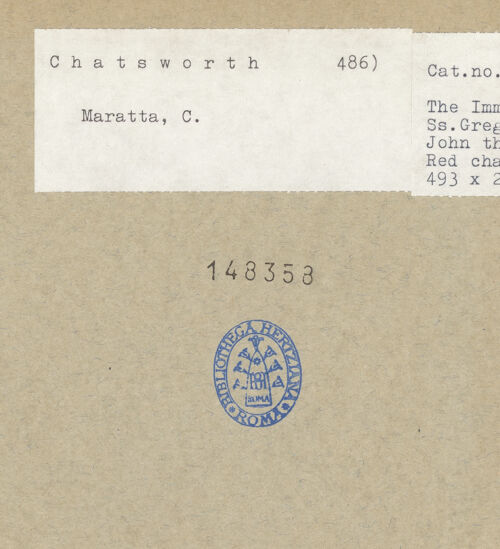 Chatsworth 486)
Maratta, C.
Cat.no.
The Imm
Ss.Greg
John th
Red cha
493 x 2
148358
BIBLIOTHECA HERTZIANA
ROMA
ROMA